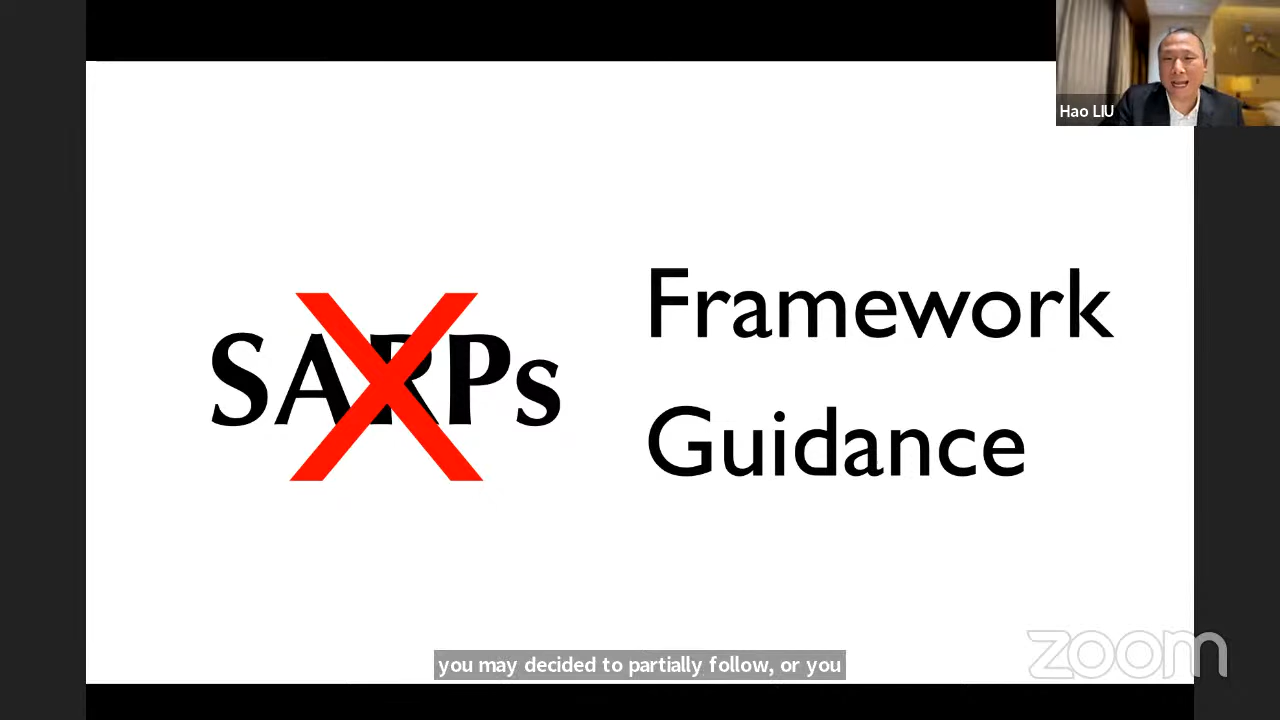 Hao LIU
SARPs
Framework
Guidance
you may decided to partially follow, or you
zoom